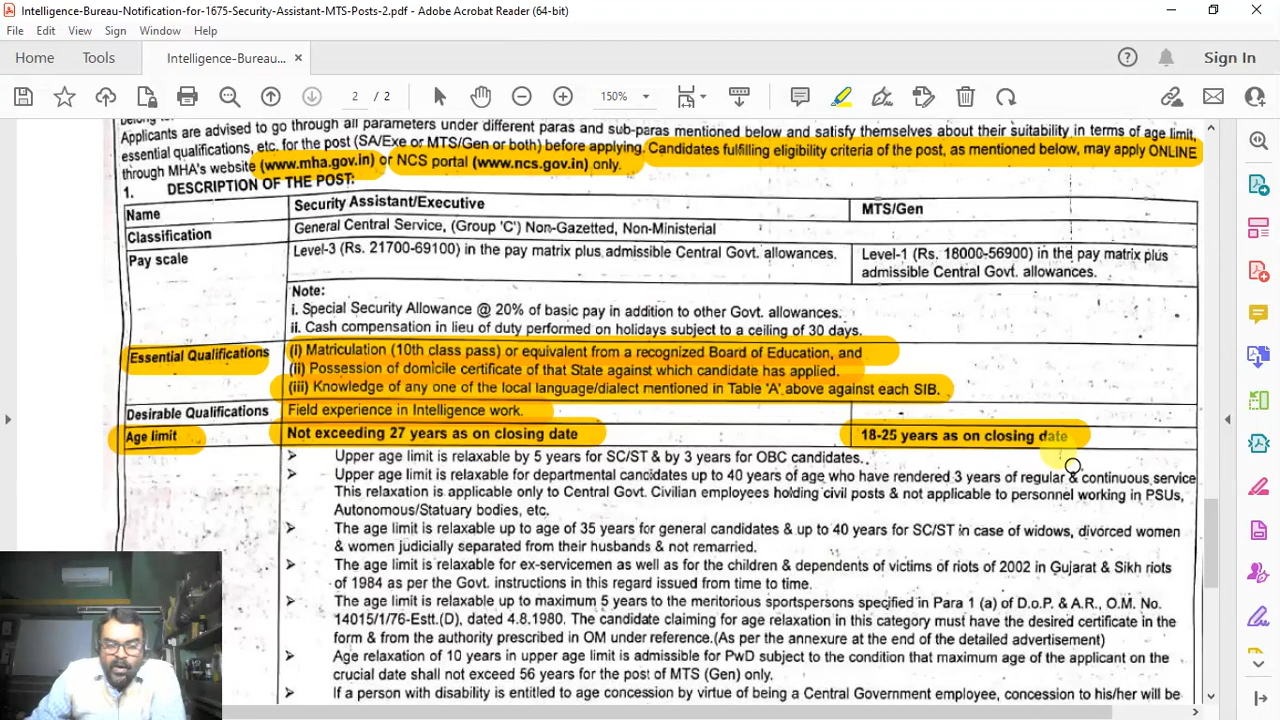 Intelligence-Bureau-Notification-for-1675-Security-Assistant-MTS-Posts-2.pdf - Adobe Acrobat Reader (64-bit)
File Edit View Sign Window Help
Home Tools Intelligence-Bureau... × Sign In
2 / 2 150%
Applicants are advised to go through all parameters under different paras and sub-paras mentioned below and satisfy themselves about their suitability in terms of age limit,
essential qualifications, etc. for the post (SA/Exe or MTS/Gen or both) before applying. Candidates fulfilling eligibility criteria of the post, as mentioned below, may apply ONLINE
through MHA's website (www.mha.gov.in) or NCS portal (www.ncs.gov.in) only.
1. DESCRIPTION OF THE POST:
Name Security Assistant/Executive MTS/Gen
Classification General Central Service, (Group 'C') Non-Gazetted, Non-Ministerial
Pay scale Level-3 (Rs. 21700-69100) in the pay matrix plus admissible Central Govt. allowances. Level-1 (Rs. 18000-56900) in the pay matrix plus
admissible Central Govt. allowances.
Note:
i. Special Security Allowance @ 20% of basic pay in addition to other Govt. allowances.
ii. Cash compensation in lieu of duty performed on holidays subject to a ceiling of 30 days.
Essential Qualifications (i) Matriculation (10th class pass) or equivalent from a recognized Board of Education, and
(ii) Possession of domicile certificate of that State against which candidate has applied.
(iii) Knowledge of any one of the local language/dialect mentioned in Table 'A' above against each SIB.
Desirable Qualifications Field experience in Intelligence work.
Age limit Not exceeding 27 years as on closing date 18-25 years as on closing date
➢ Upper age limit is relaxable by 5 years for SC/ST & by 3 years for OBC candidates.
➢ Upper age limit is relaxable for departmental candidates up to 40 years of age who have rendered 3 years of regular & continuous service
This relaxation is applicable only to Central Govt. Civilian employees holding civil posts & not applicable to personnel working in PSUs,
Autonomous/Statuary bodies, etc.
➢ The age limit is relaxable up to age of 35 years for general candidates & up to 40 years for SC/ST in case of widows, divorced women
& women judicially separated from their husbands & not remarried.
➢ The age limit is relaxable for ex-servicemen as well as for the children & dependents of victims of riots of 2002 in Gujarat & Sikh riots
of 1984 as per the Govt. instructions in this regard issued from time to time.
➢ The age limit is relaxable up to maximum 5 years to the meritorious sportspersons specified in Para 1 (a) of D.o.P. & A.R., O.M. No.
14015/1/76-Estt.(D), dated 4.8.1980. The candidate claiming for age relaxation in this category must have the desired certificate in the
form & from the authority prescribed in OM under reference.(As per the annexure at the end of the detailed advertisement)
➢ Age relaxation of 10 years in upper age limit is admissible for PwD subject to the condition that maximum age of the applicant on the
crucial date shall not exceed 56 years for the post of MTS (Gen) only.
➢ If a person with disability is entitled to age concession by virtue of being a Central Government employee, concession to his/her will be